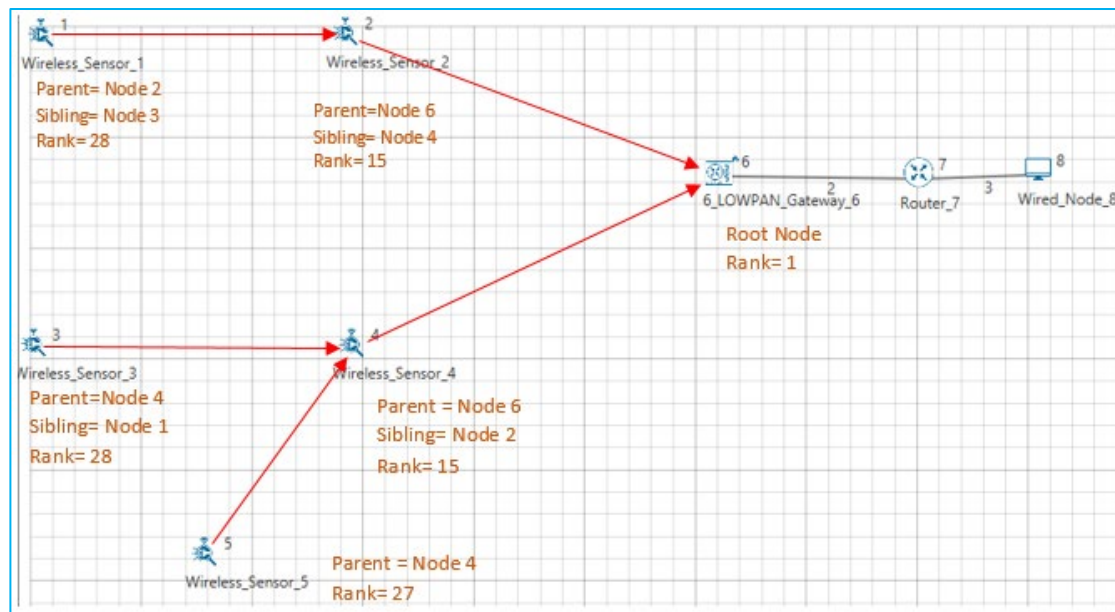 1
Wireless_Sensor_1
Parent= Node 2
Sibling= Node 3
Rank= 28
2
Wireless_Sensor_2
Parent=Node 6
Sibling= Node 4
Rank= 15
6
6_LOWPAN_Gateway_6
Root Node
Rank= 1
2
7
Router_7
3
8
Wired_Node_8
3
Wireless_Sensor_3
Parent=Node 4
Sibling= Node 1
Rank= 28
4
Wireless_Sensor_4
Parent = Node 6
Sibling= Node 2
Rank= 15
5
Wireless_Sensor_5
Parent = Node 4
Rank= 27